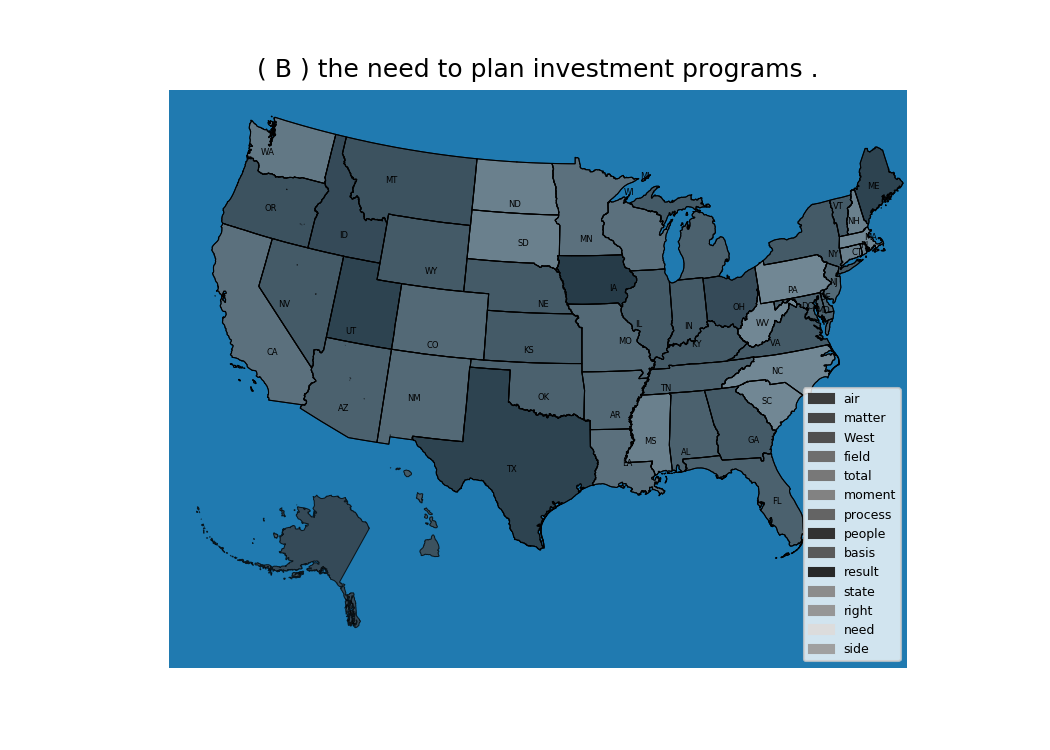 ( B ) the need to plan investment programs .
WA
MT
ME
ND
MI
WI
VT
OR
NH
ID
SD
MN
NY
CT
WY
PA
NJ
NV
NE
IA
OH
WV
UT
CO
KS
MO
IL
IN
KY
VA
CA
NC
TN
AZ
NM
OK
AR
SC
TX
LA
MS
AL
GA
FL
air
matter
West
field
total
moment
process
people
basis
result
state
right
need
side